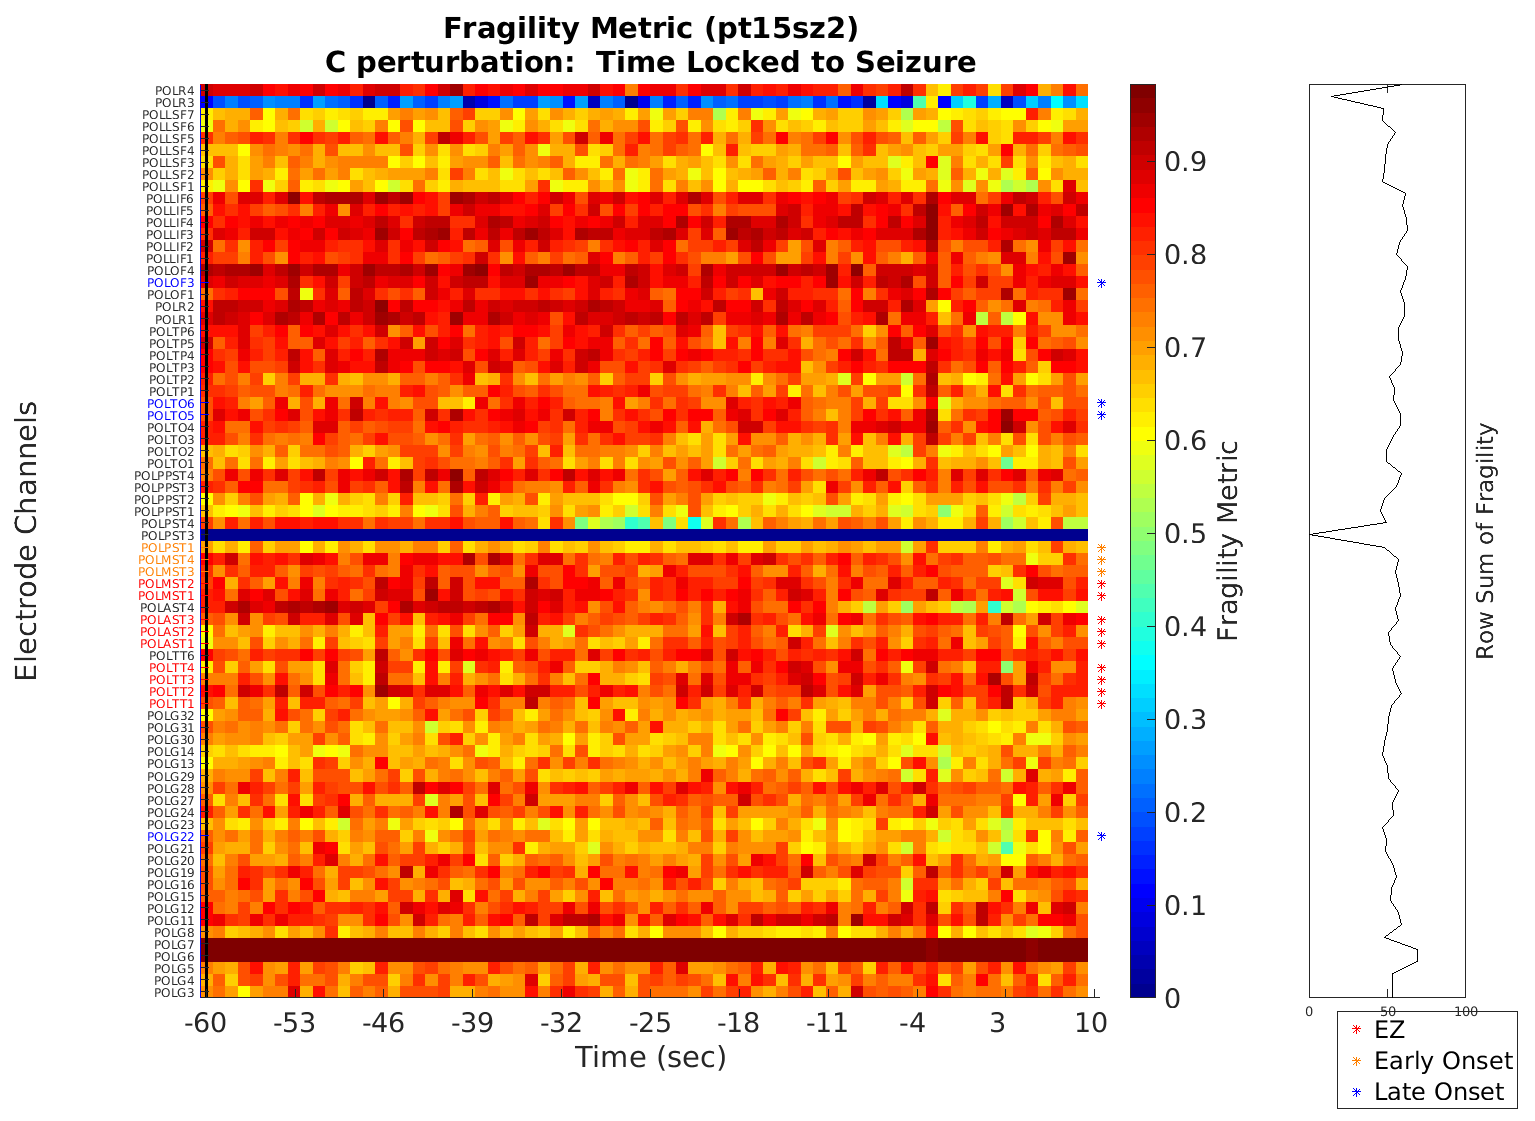 Fragility Metric (pt15sz2)
C perturbation:  Time Locked to Seizure
Electrode Channels
POLR4
POLR3
POLLSF7
POLLSF6
POLLSF5
POLLSF4
POLLSF3
POLLSF2
POLLSF1
POLLIF6
POLLIF5
POLLIF4
POLLIF3
POLLIF2
POLLIF1
POLOF4
POLOF3
POLOF1
POLR2
POLR1
POLTP6
POLTP5
POLTP4
POLTP3
POLTP2
POLTP1
POLTO6
POLTO5
POLTO4
POLTO3
POLTO2
POLTO1
POLPPST4
POLPPST3
POLPPST2
POLPPST1
POLPST4
POLPST3
POLPST1
POLMST4
POLMST3
POLMST2
POLMST1
POLAST4
POLAST3
POLAST2
POLAST1
POLTT6
POLTT4
POLTT3
POLTT2
POLTT1
POLG32
POLG31
POLG30
POLG14
POLG13
POLG29
POLG28
POLG27
POLG24
POLG23
POLG22
POLG21
POLG20
POLG19
POLG16
POLG15
POLG12
POLG11
POLG8
POLG7
POLG6
POLG5
POLG4
POLG3
-60 -53 -46 -39 -32 -25 -18 -11 -4 3 10
Time (sec)
0.9
0.8
0.7
0.6
0.5
0.4
0.3
0.2
0.1
0
Fragility Metric
Row Sum of Fragility
0 50 100
EZ
Early Onset
Late Onset